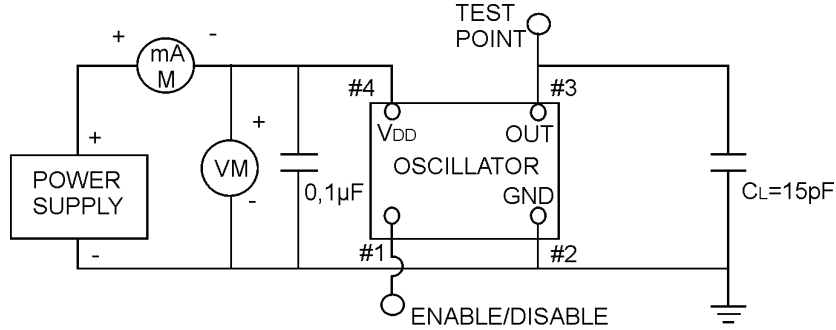 TEST
POINT
+
-
mA
M
#4
#3
+
+
VDD
OUT
POWER
SUPPLY
VM
-
0,1µF
OSCILLATOR
GND
CL=15pF
-
#1
#2
ENABLE/DISABLE